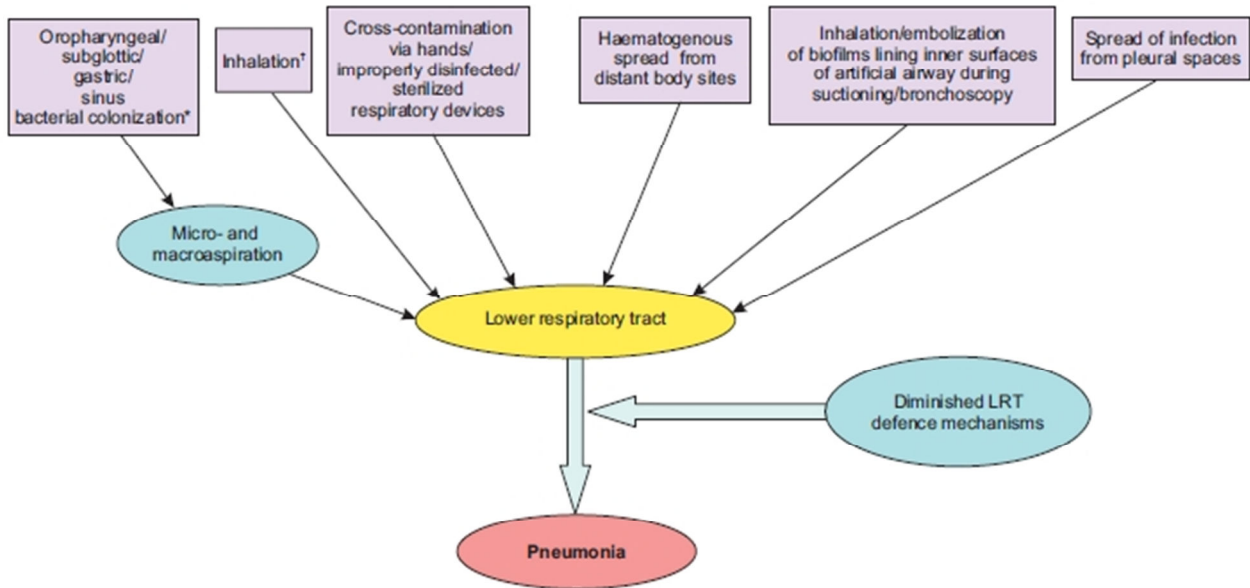 Oropharyngeal/
subglottic/
gastric/
sinus
bacterial colonization*
Inhalation†
Cross-contamination
via hands/
improperly disinfected/
sterilized
respiratory devices
Haematogenous
spread from
distant body sites
Inhalation/embolization
of biofilms lining inner surfaces
of artificial airway during
suctioning/bronchoscopy
Spread of infection
from pleural spaces
Micro- and
macroaspiration
Lower respiratory tract
Diminished LRT
defence mechanisms
Pneumonia